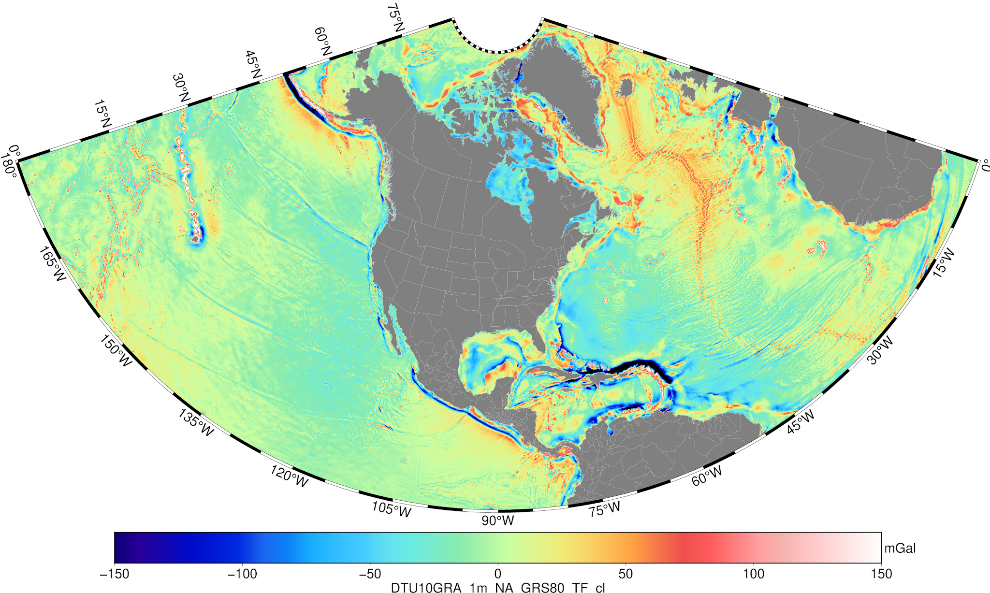 75°N
60°N
45°N
30°N
15°N
0°
180°
0°
165°W
15°W
150°W
30°W
135°W
45°W
120°W
60°W
105°W
75°W
90°W
mGal
−150 −100 −50 0 50 100 150
DTU10GRA 1m NA GRS80 TF cl